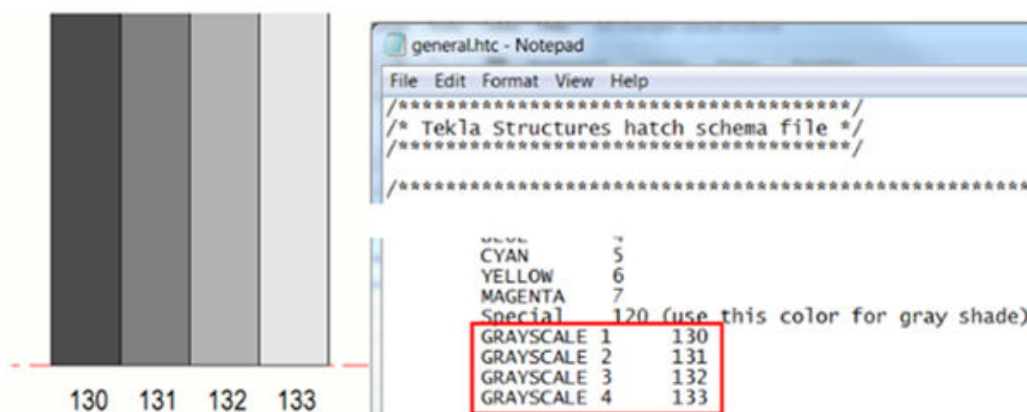 130 131 132 133
general.htc - Notepad
File Edit Format View Help
/**************************************/
/* Tekla Structures hatch schema file */
/**************************************/
/****************************************************
CYAN 5
YELLOW 6
MAGENTA 7
Special 120 (use this color for gray shade)
GRAYSCALE 1 130
GRAYSCALE 2 131
GRAYSCALE 3 132
GRAYSCALE 4 133